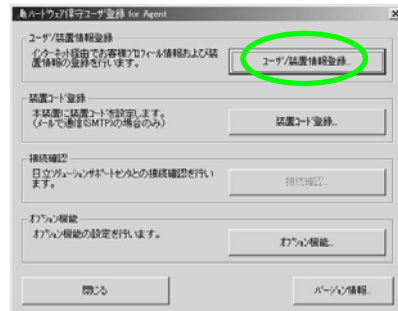 ハードウェア保守ユーザ登録 for Agent
ユーザ/装置情報登録
インターネット経由でお客様プロフィール情報および装
置情報の登録を行います。
ユーザ/装置情報登録...
装置コード登録
本装置に装置コードを設定します。
(メールで通信(SMTP)の場合のみ)
装置コード登録...
接続確認
日立ソリューションサポートセンタとの接続確認を行い
ます。
接続確認...
オプション機能
オプション機能の設定を行います。
オプション機能...
閉じる
バージョン情報...